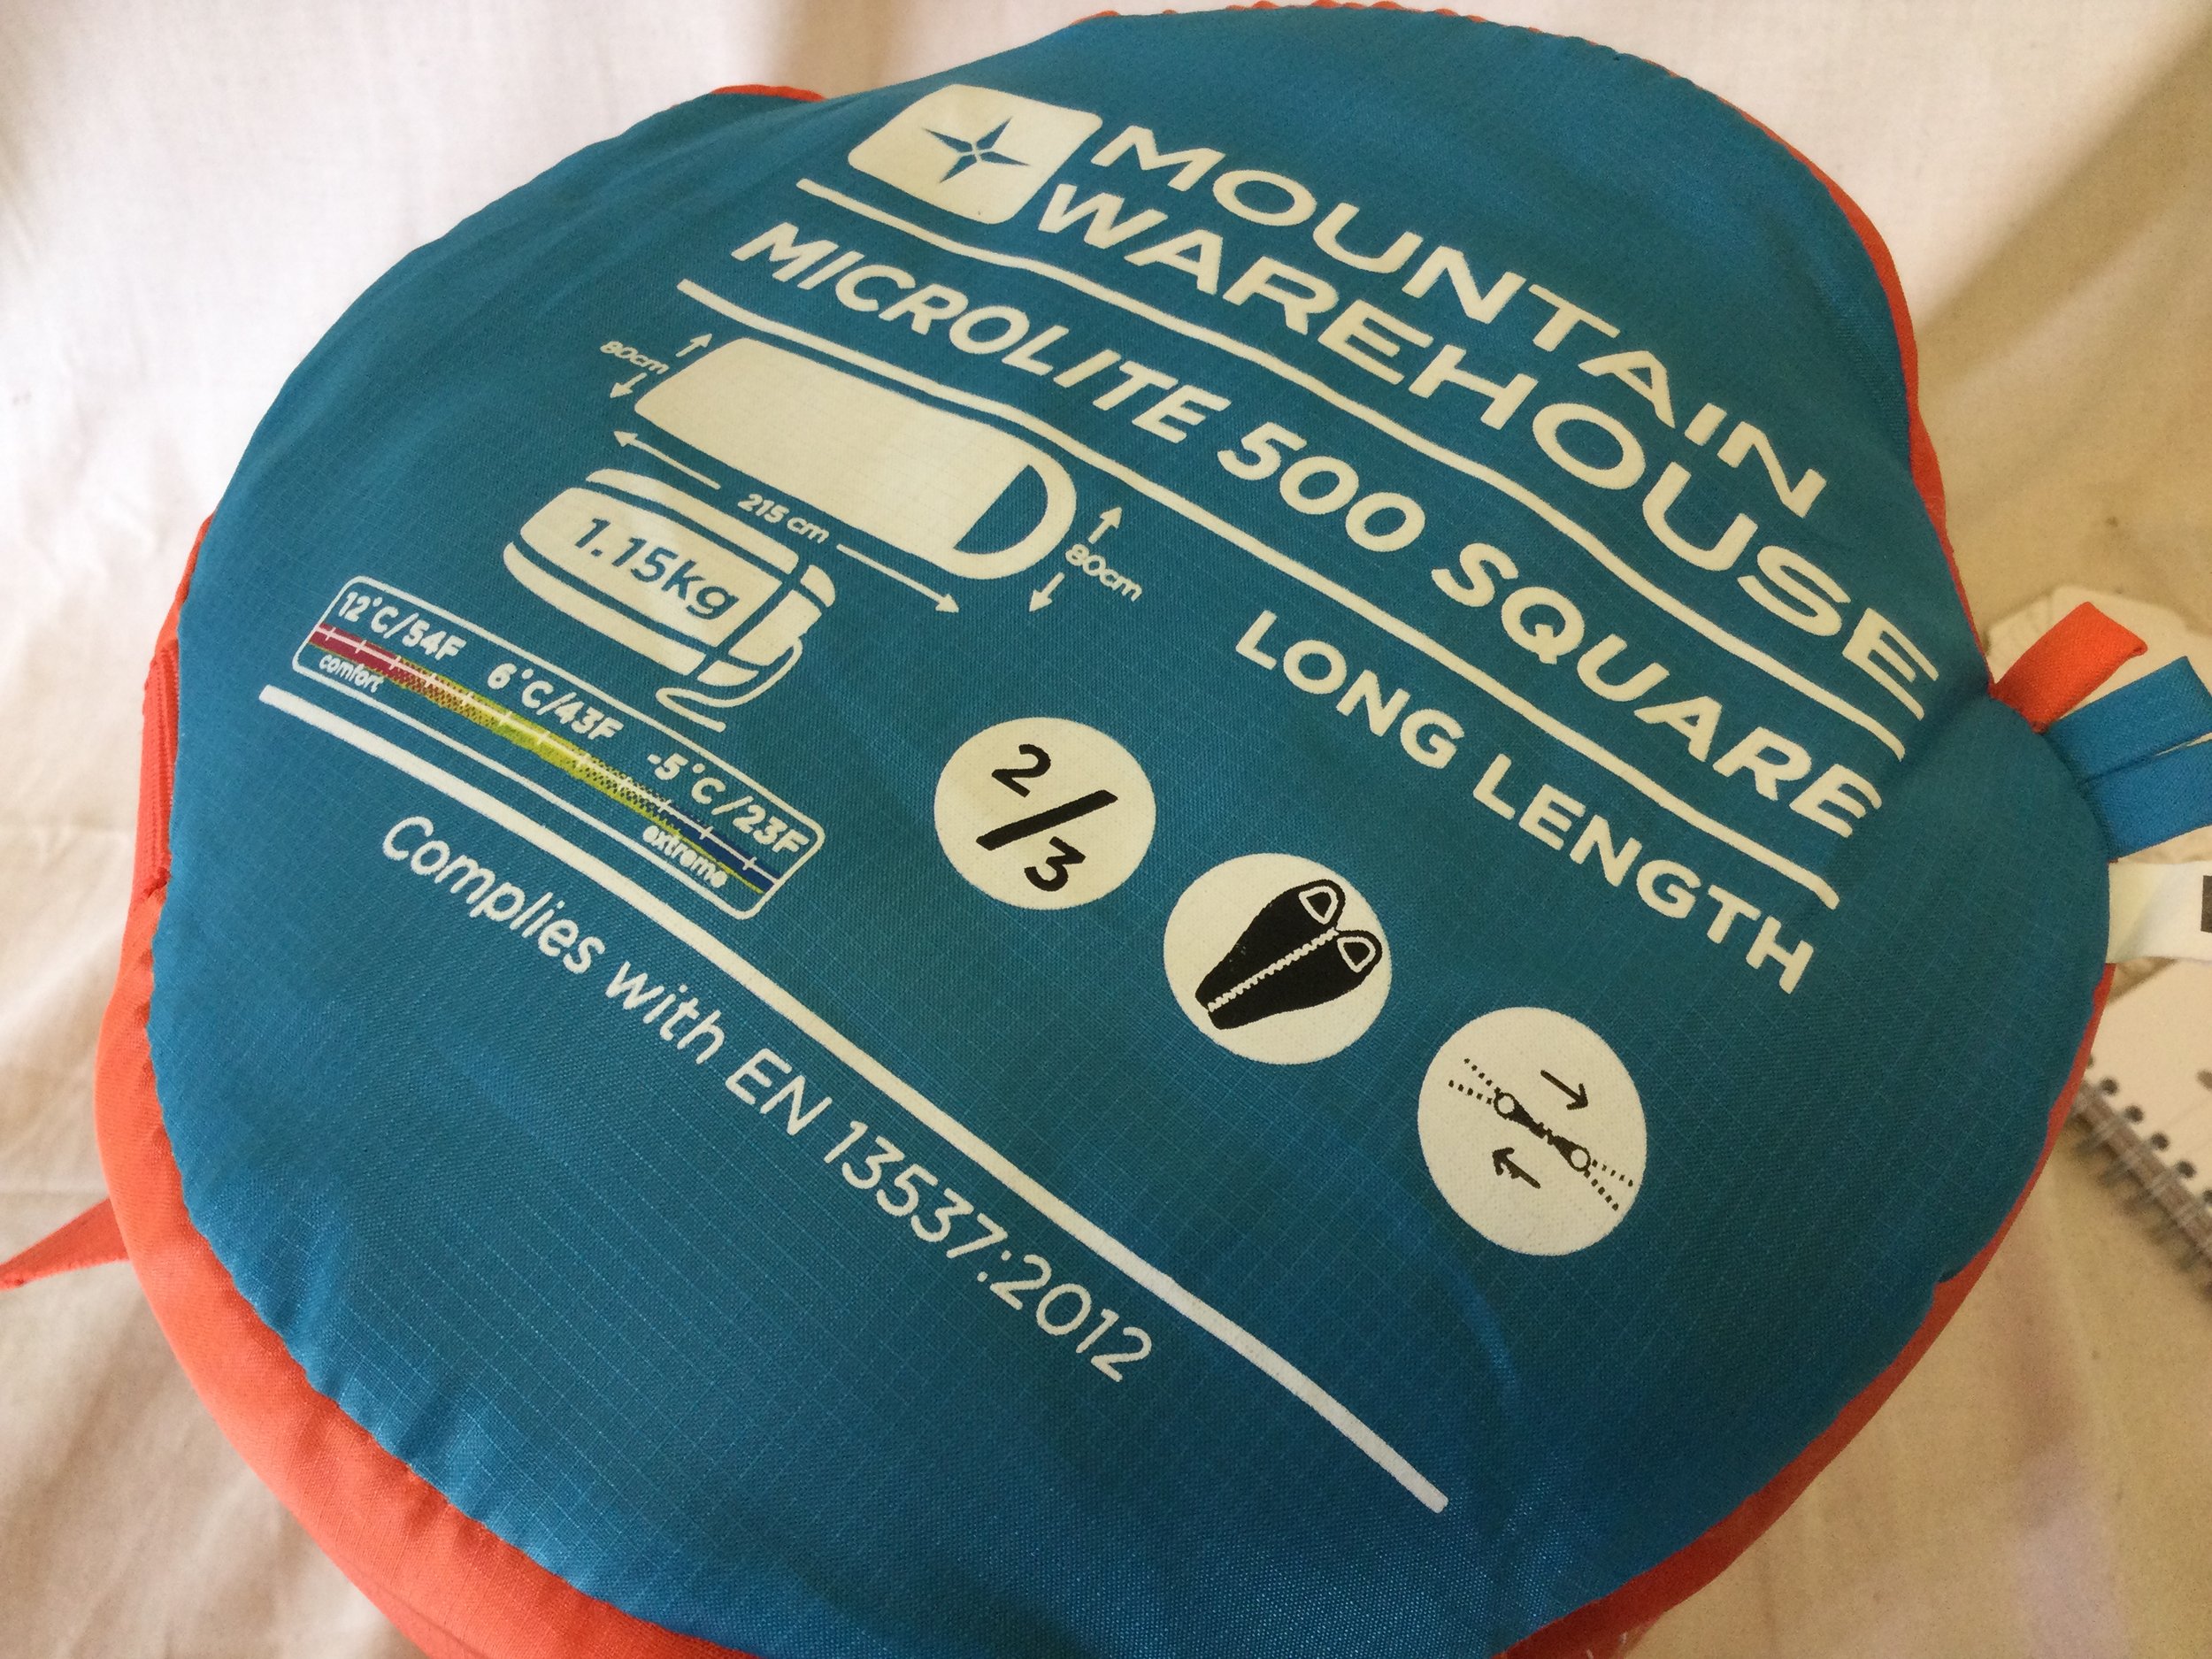 MOUNTAIN
WAREHOUSE
MICROLITE 500 SQUARE
80cm
215 cm
80cm
LONG LENGTH
1.15kg
12°C/54F 6°C/43F -5°C/23F
comfort extreme
2/3
Complies with EN 13537:2012